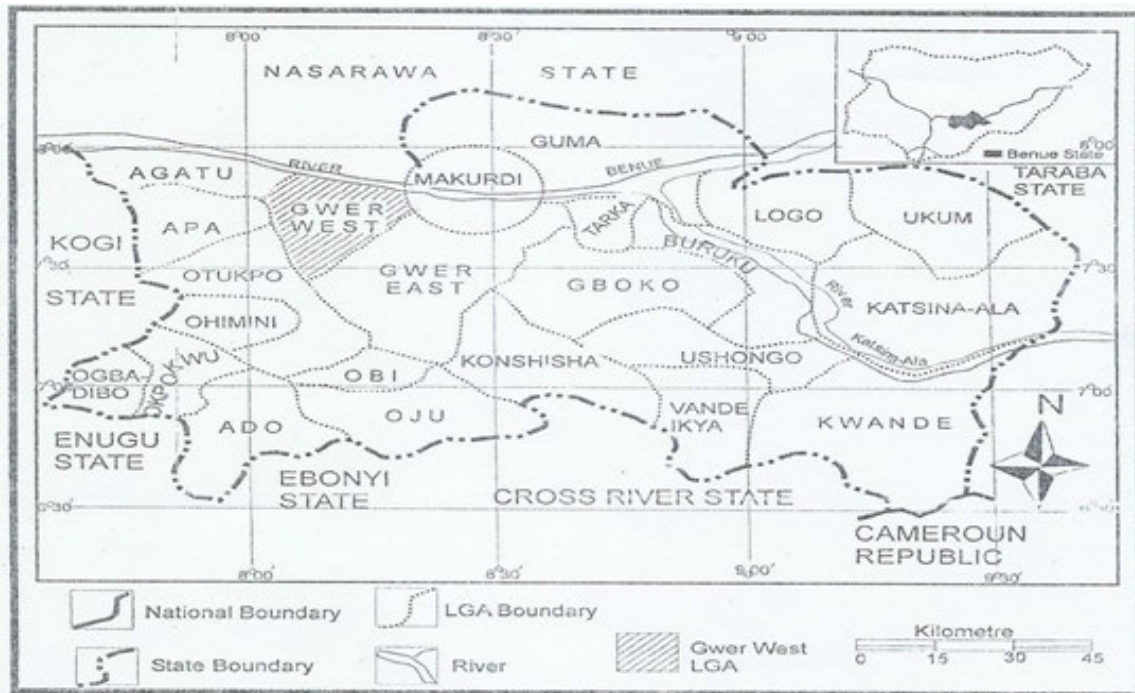 8°00'
8°30'
9°00'
NASARAWA STATE
GUMA
Benue State
8°00
TARABA
STATE
AGATU
RIVER
MAKURDI
BENUE
GWER
WEST
TARKA
LOGO
UKUM
APA
KOGI
STATE
7°30
OTUKPO
GWER
EAST
BURUKU
GBOKO
River
KATSINA-ALA
OHIMINI
Katsina-Ala
KONSHISHA
USHONGO
OGBA-
DIBO
OKPOKWU
OBI
7°00
ADO
OJU
VANDE
IKYA
KWANDE
N
ENUGU
STATE
EBONYI
STATE
CROSS RIVER STATE
CAMEROUN
REPUBLIC
8°00'
8°30'
9°00'
9°30'
National Boundary
LGA Boundary
State Boundary
River
Gwer West
LGA
Kilometre
0 15 30 45